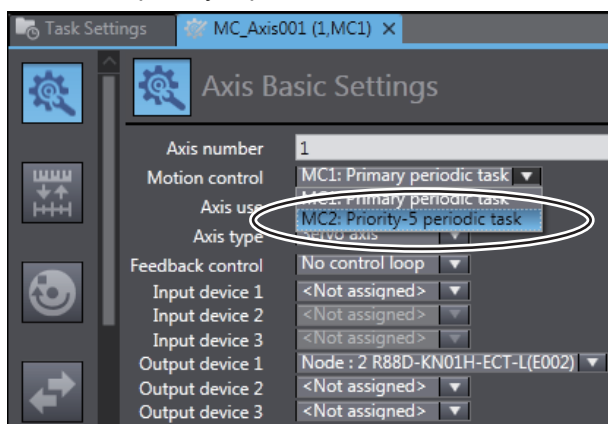 Task Settings
MC_Axis001 (1,MC1) ×
Axis Basic Settings
Axis number 1
Motion control MC1: Primary periodic task
Axis use MC1: Primary periodic task
MC2: Priority-5 periodic task
Axis type Servo axis
Feedback control No control loop
Input device 1 <Not assigned>
Input device 2 <Not assigned>
Input device 3 <Not assigned>
Output device 1 Node : 2 R88D-KN01H-ECT-L(E002)
Output device 2 <Not assigned>
Output device 3 <Not assigned>